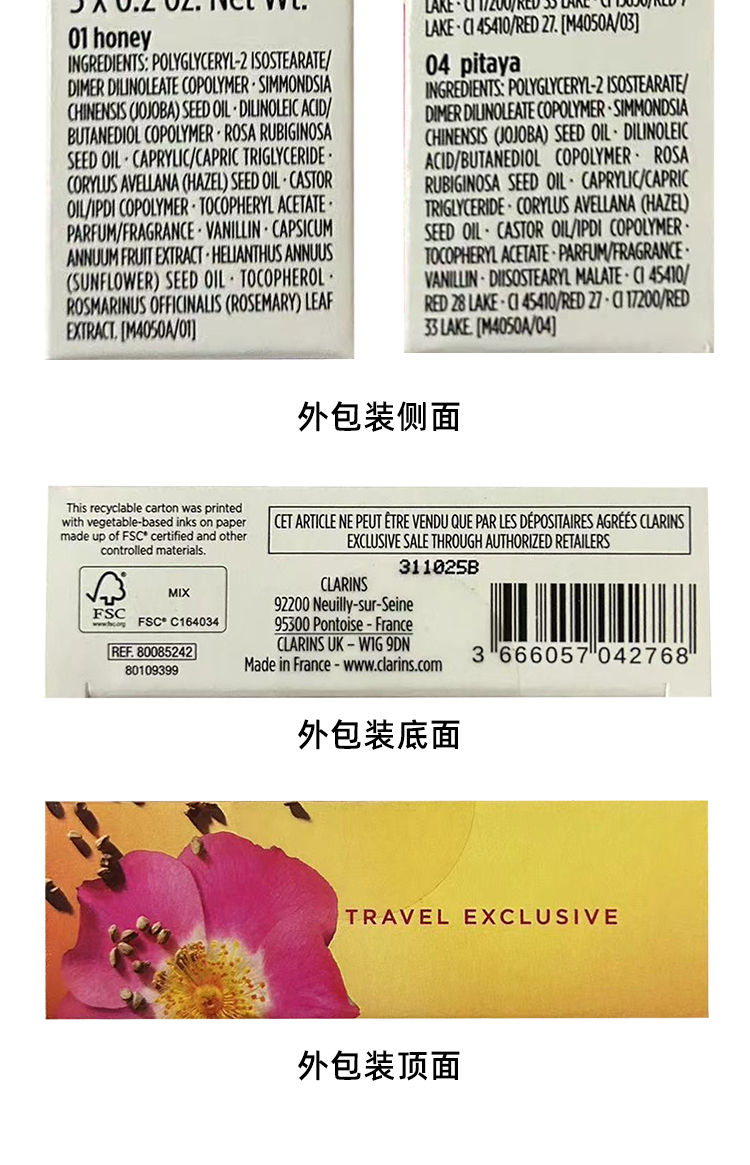 3 x 0.2 oz. Net Wt.
01 honey
INGREDIENTS: POLYGLYCERYL-2 ISOSTEARATE/
DIMER DILINOLEATE COPOLYMER · SIMMONDSIA
CHINENSIS (JOJOBA) SEED OIL · DILINOLEIC ACID/
BUTANEDIOL COPOLYMER · ROSA RUBIGINOSA
SEED OIL · CAPRYLIC/CAPRIC TRIGLYCERIDE ·
CORYLUS AVELLANA (HAZEL) SEED OIL · CASTOR
OIL/IPDI COPOLYMER · TOCOPHERYL ACETATE ·
PARFUM/FRAGRANCE · VANILLIN · CAPSICUM
ANNUUM FRUIT EXTRACT · HELIANTHUS ANNUUS
(SUNFLOWER) SEED OIL · TOCOPHEROL ·
ROSMARINUS OFFICINALIS (ROSEMARY) LEAF
EXTRACT. [M4050A/01]
LAKE · CI 45410/RED 27. [M4050A/03]
04 pitaya
INGREDIENTS: POLYGLYCERYL-2 ISOSTEARATE/
DIMER DILINOLEATE COPOLYMER · SIMMONDSIA
CHINENSIS (JOJOBA) SEED OIL · DILINOLEIC
ACID/BUTANEDIOL COPOLYMER · ROSA
RUBIGINOSA SEED OIL · CAPRYLIC/CAPRIC
TRIGLYCERIDE · CORYLUS AVELLANA (HAZEL)
SEED OIL · CASTOR OIL/IPDI COPOLYMER ·
TOCOPHERYL ACETATE · PARFUM/FRAGRANCE ·
VANILLIN · DIISOSTEARYL MALATE · CI 45410/
RED 28 LAKE · CI 45410/RED 27 · CI 17200/RED
33 LAKE. [M4050A/04]
外包装侧面
This recyclable carton was printed
with vegetable-based inks on paper
made up of FSC® certified and other
controlled materials.
FSC
www.fsc.org
MIX
FSC® C164034
REF. 80085242
80109399
CET ARTICLE NE PEUT ÊTRE VENDU QUE PAR LES DÉPOSITAIRES AGRÉÉS CLARINS
EXCLUSIVE SALE THROUGH AUTHORIZED RETAILERS
311025B
CLARINS
92200 Neuilly-sur-Seine
95300 Pontoise - France
CLARINS UK – W1G 9DN
Made in France - www.clarins.com
3 666057 042768
外包装底面
TRAVEL EXCLUSIVE
外包装顶面